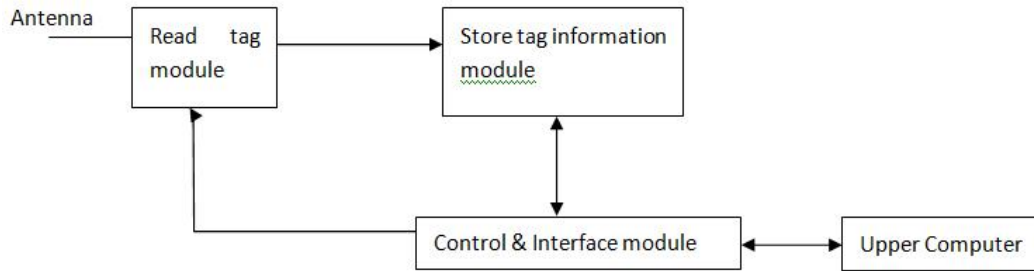 Antenna
Read tag
module
Store tag information
module
Control & Interface module
Upper Computer